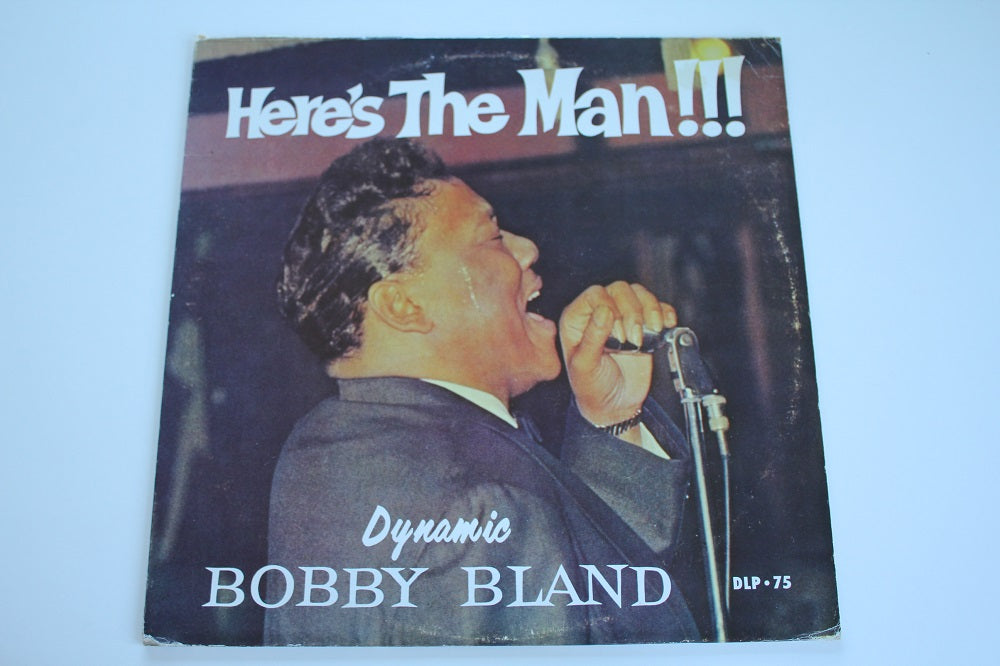 Here's The Man!!!
Dynamic
BOBBY BLAND
DLP•75